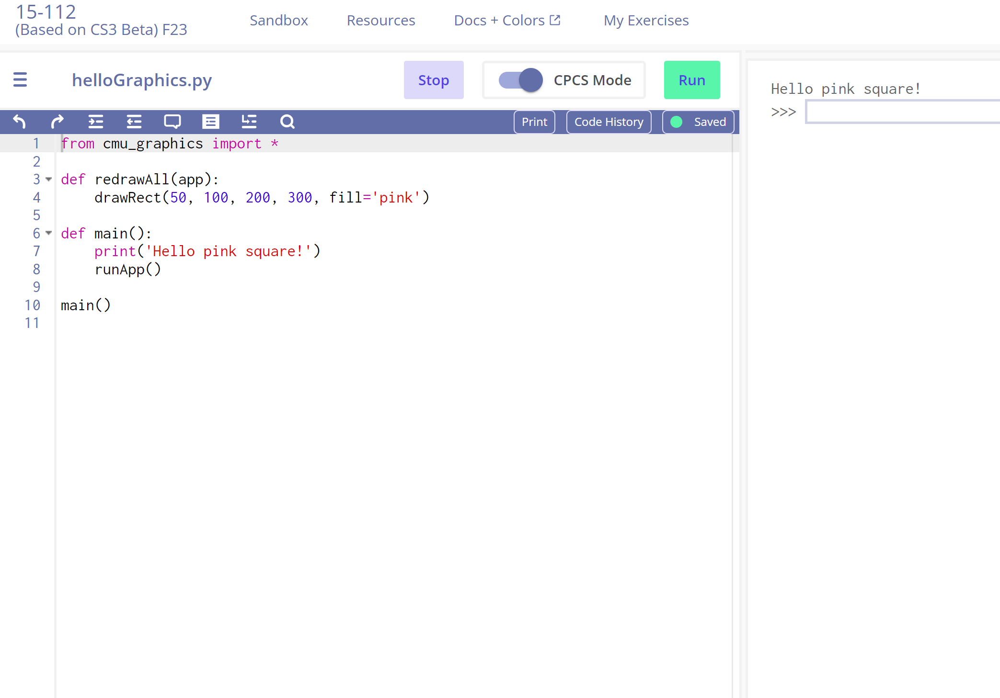 15-112
(Based on CS3 Beta) F23
Sandbox
Resources
Docs + Colors
My Exercises
helloGraphics.py
Stop
CPCS Mode
Run
Print
Code History
Saved
1 from cmu_graphics import *
2
3 def redrawAll(app):
4     drawRect(50, 100, 200, 300, fill='pink')
5
6 def main():
7     print('Hello pink square!')
8     runApp()
9
10 main()
11
Hello pink square!
>>>